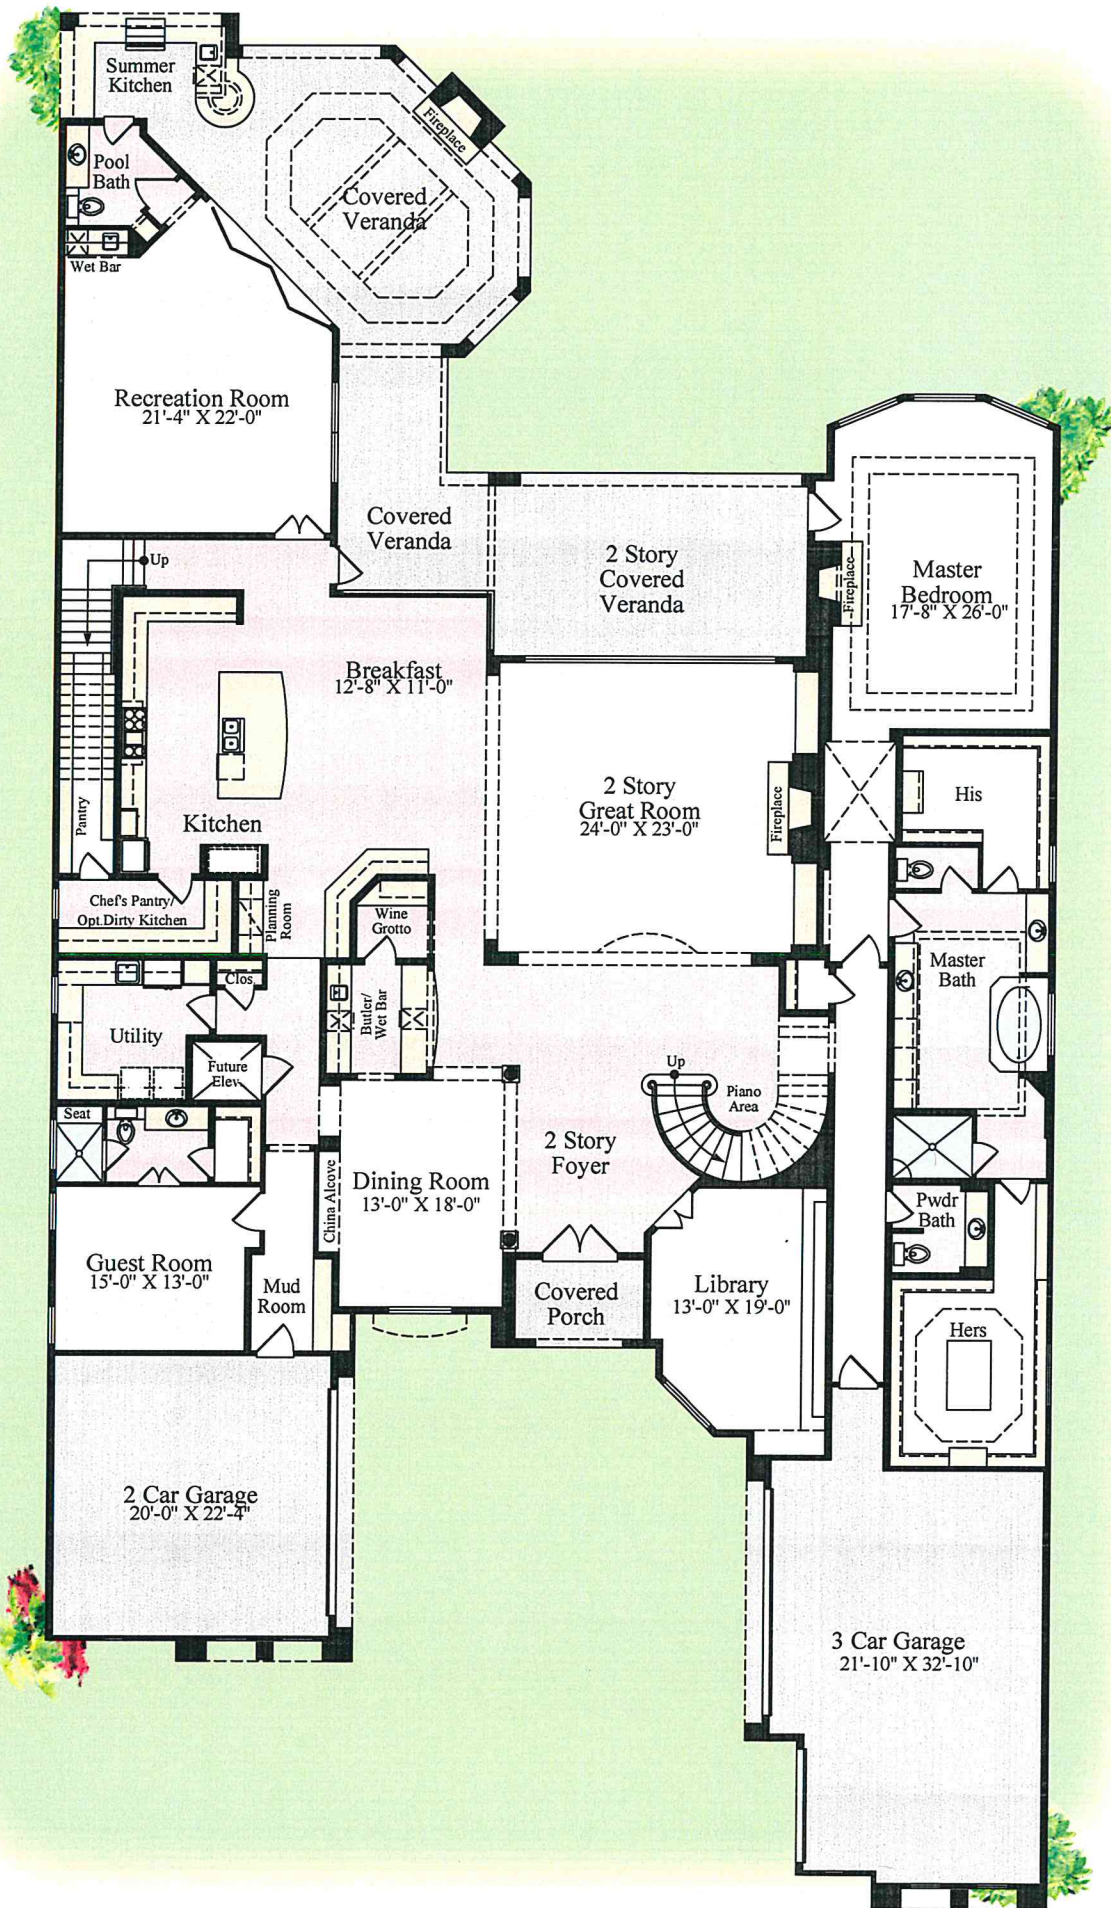 Summer
Kitchen
Fireplace
Pool
Bath
Covered
Veranda
Wet Bar
Recreation Room
21'-4" X 22'-0"
Covered
Veranda
Up
2 Story
Covered
Veranda
Fireplace
Master
Bedroom
17'-8" X 26'-0"
Breakfast
12'-8" X 11'-0"
2 Story
Great Room
24'-0" X 23'-0"
Fireplace
His
Pantry
Kitchen
Chef's Pantry/
Opt.Dirty Kitchen
Planning
Room
Wine
Grotto
Master
Bath
Clos.
Utility
Butler/
Wet Bar
Future
Elev.
Up
Piano
Area
Seat
2 Story
Foyer
Dining Room
13'-0" X 18'-0"
China Alcove
Pwdr
Bath
Guest Room
15'-0" X 13'-0"
Mud
Room
Covered
Porch
Library
13'-0" X 19'-0"
Hers
2 Car Garage
20'-0" X 22'-4"
3 Car Garage
21'-10" X 32'-10"